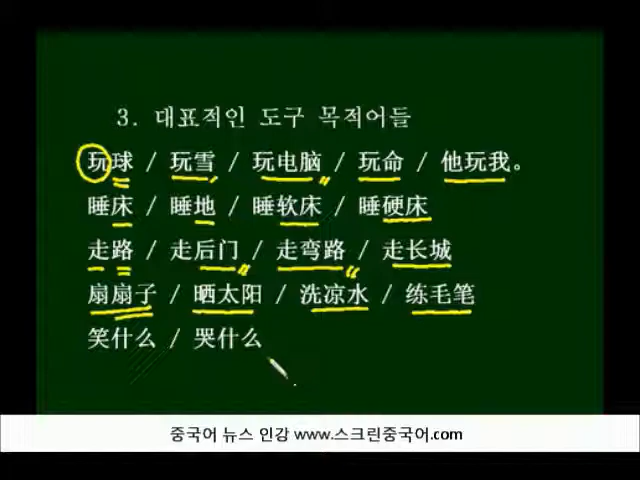 3. 대표적인 도구 목적어들
玩球 / 玩雪 / 玩电脑 / 玩命 / 他玩我。
睡床 / 睡地 / 睡软床 / 睡硬床
走路 / 走后门 / 走弯路 / 走长城
扇扇子 / 晒太阳 / 洗凉水 / 练毛笔
笑什么 / 哭什么
중국어 뉴스 인강 www.스크린중국어.com